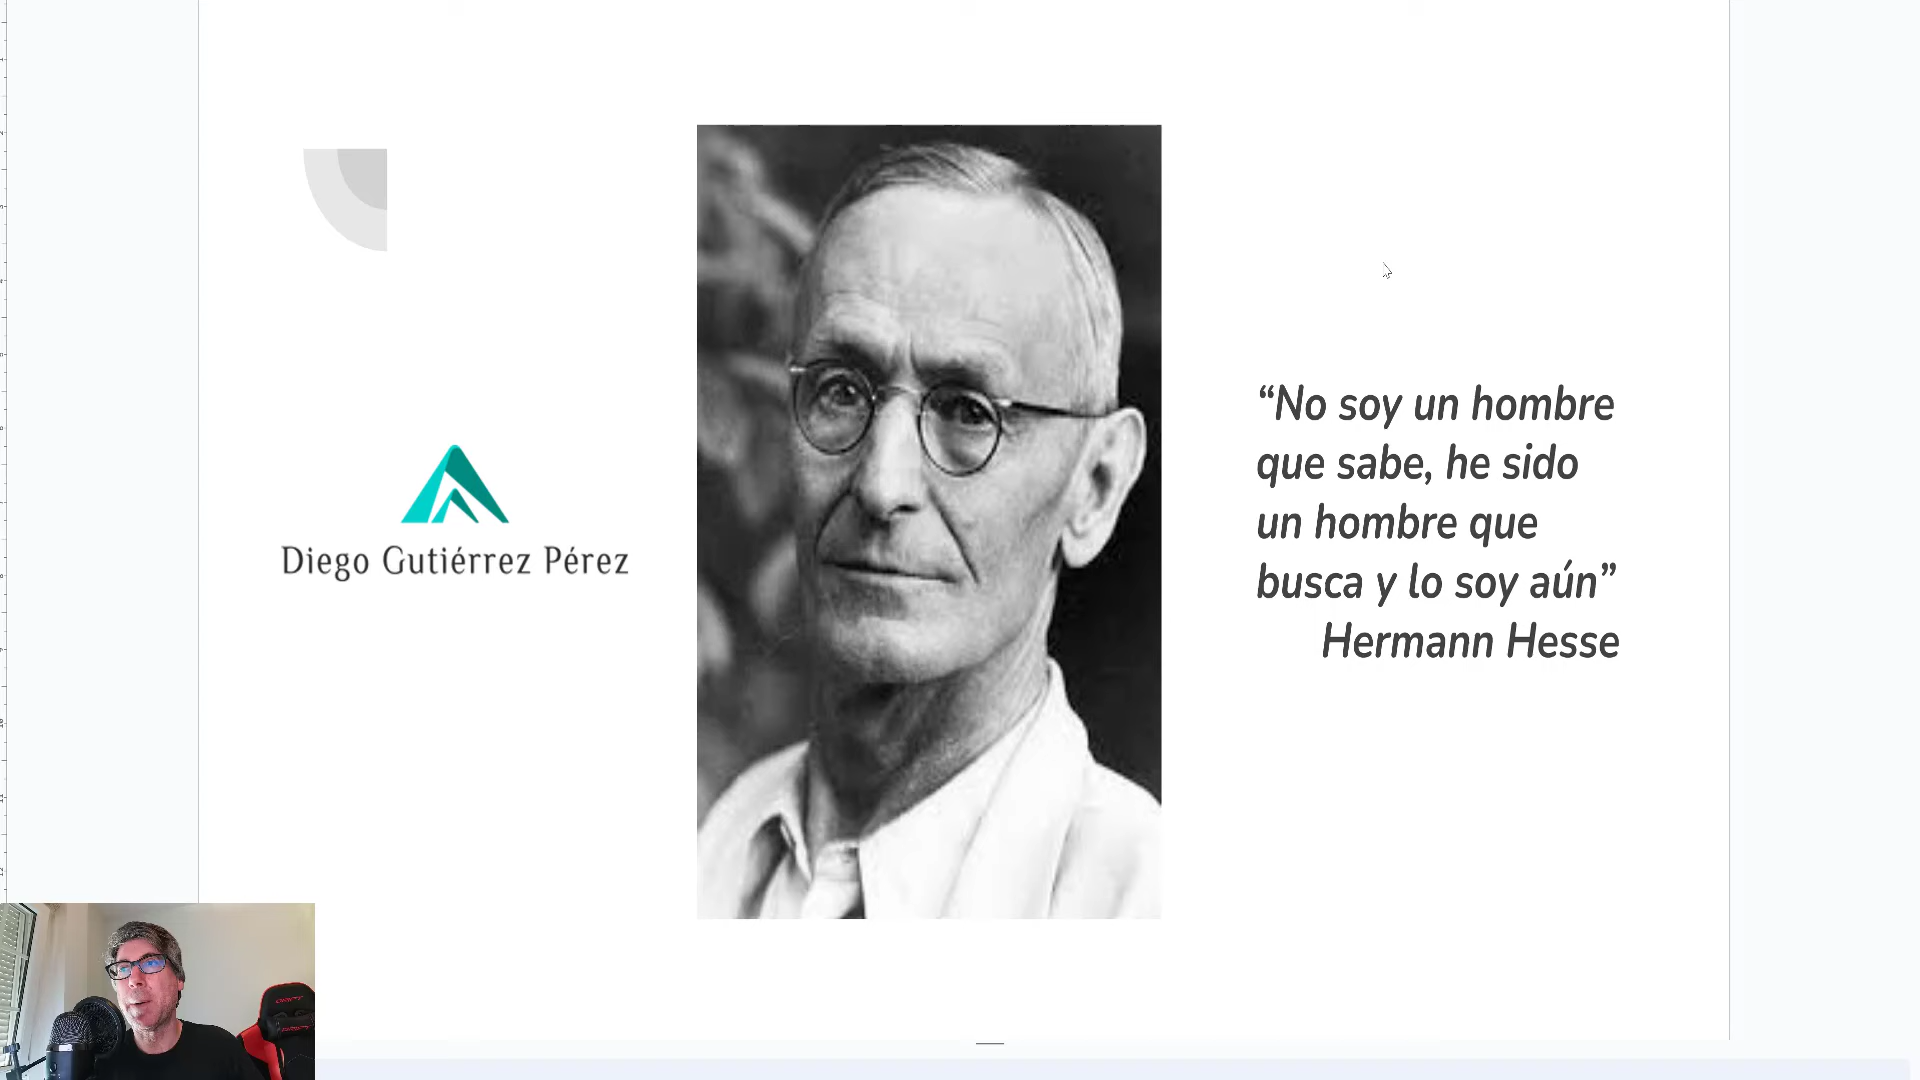 Diego Gutiérrez Pérez
“No soy un hombre
que sabe, he sido
un hombre que
busca y lo soy aún”
Hermann Hesse